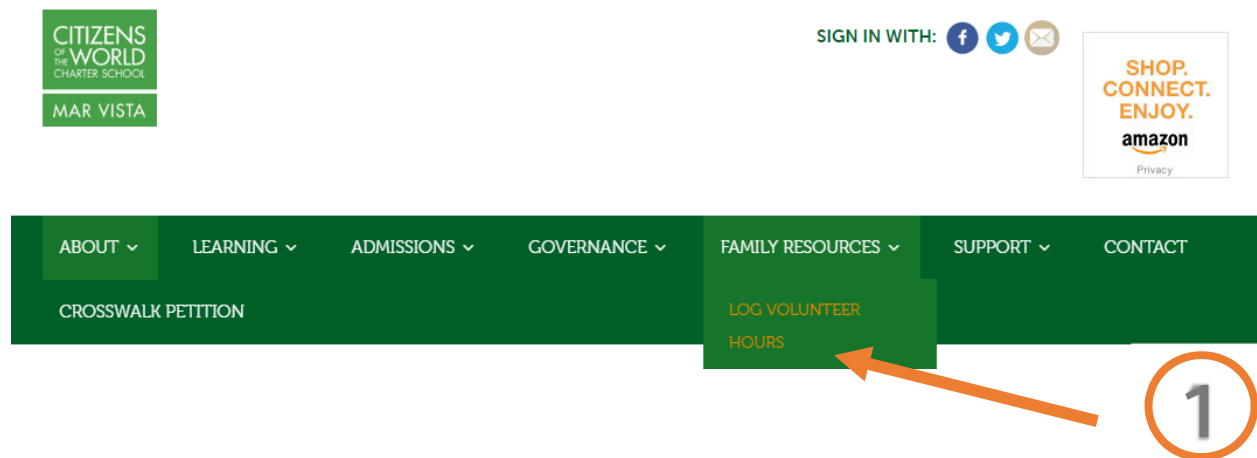 CITIZENS
OF THE WORLD
CHARTER SCHOOL
MAR VISTA
SIGN IN WITH:
SHOP.
CONNECT.
ENJOY.
amazon
Privacy
ABOUT LEARNING ADMISSIONS GOVERNANCE FAMILY RESOURCES SUPPORT CONTACT
CROSSWALK PETITION
LOG VOLUNTEER
HOURS
1